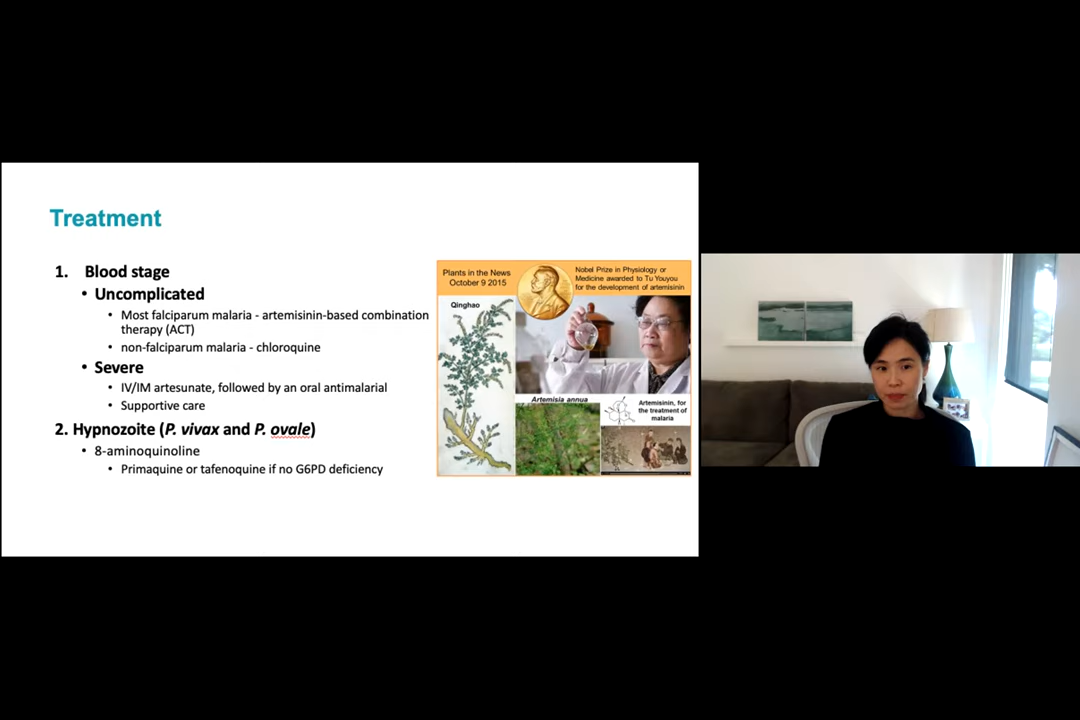 Treatment
1. Blood stage
• Uncomplicated
• Most falciparum malaria - artemisinin-based combination
therapy (ACT)
• non-falciparum malaria - chloroquine
• Severe
• IV/IM artesunate, followed by an oral antimalarial
• Supportive care
2. Hypnozoite (P. vivax and P. ovale)
• 8-aminoquinoline
• Primaquine or tafenoquine if no G6PD deficiency
Plants in the News
October 9 2015
Nobel Prize in Physiology or
Medicine awarded to Tu Youyou
for the development of artemisinin
Qinghao
Artemisia annua
Artemisinin, for
the treatment of
malaria